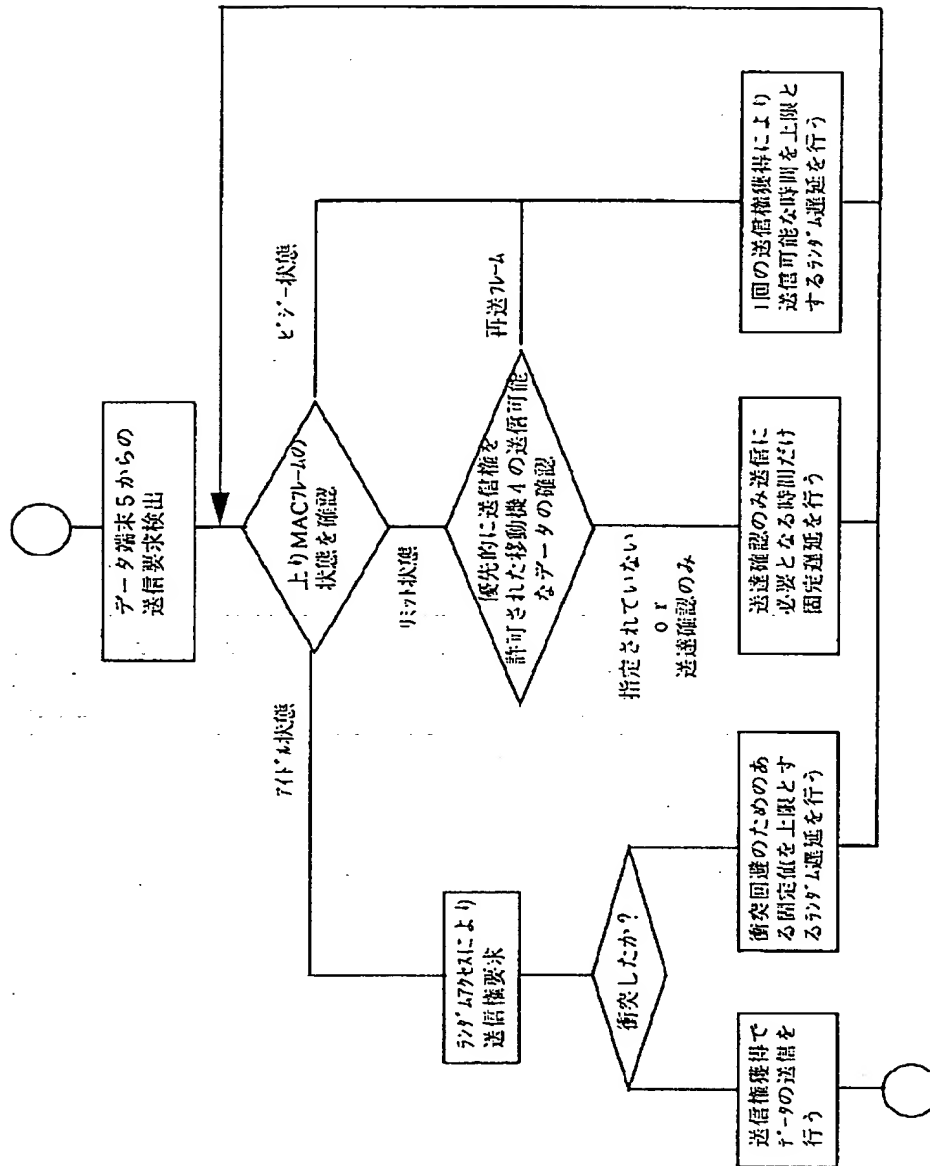 データ端末5からの
送信要求検出
上りMACフレームの
状態を確認
ビジー状態
アイドル状態
リミット状態
優先的に送信権を
許可された移動機4の送信可能
なデータの確認
再送フレーム
指定されていない
or
送達確認のみ
ランダムアクセスにより
送信権要求
衝突したか?
送信権獲得で
データの送信を
行う
衝突回避のためのあ
る固定値を上限とす
るランダム遅延を行う
送達確認のみ送信に
必要となる時間だけ
固定遅延を行う
1回の送信権獲得により
送信可能な時間を上限と
するランダム遅延を行う